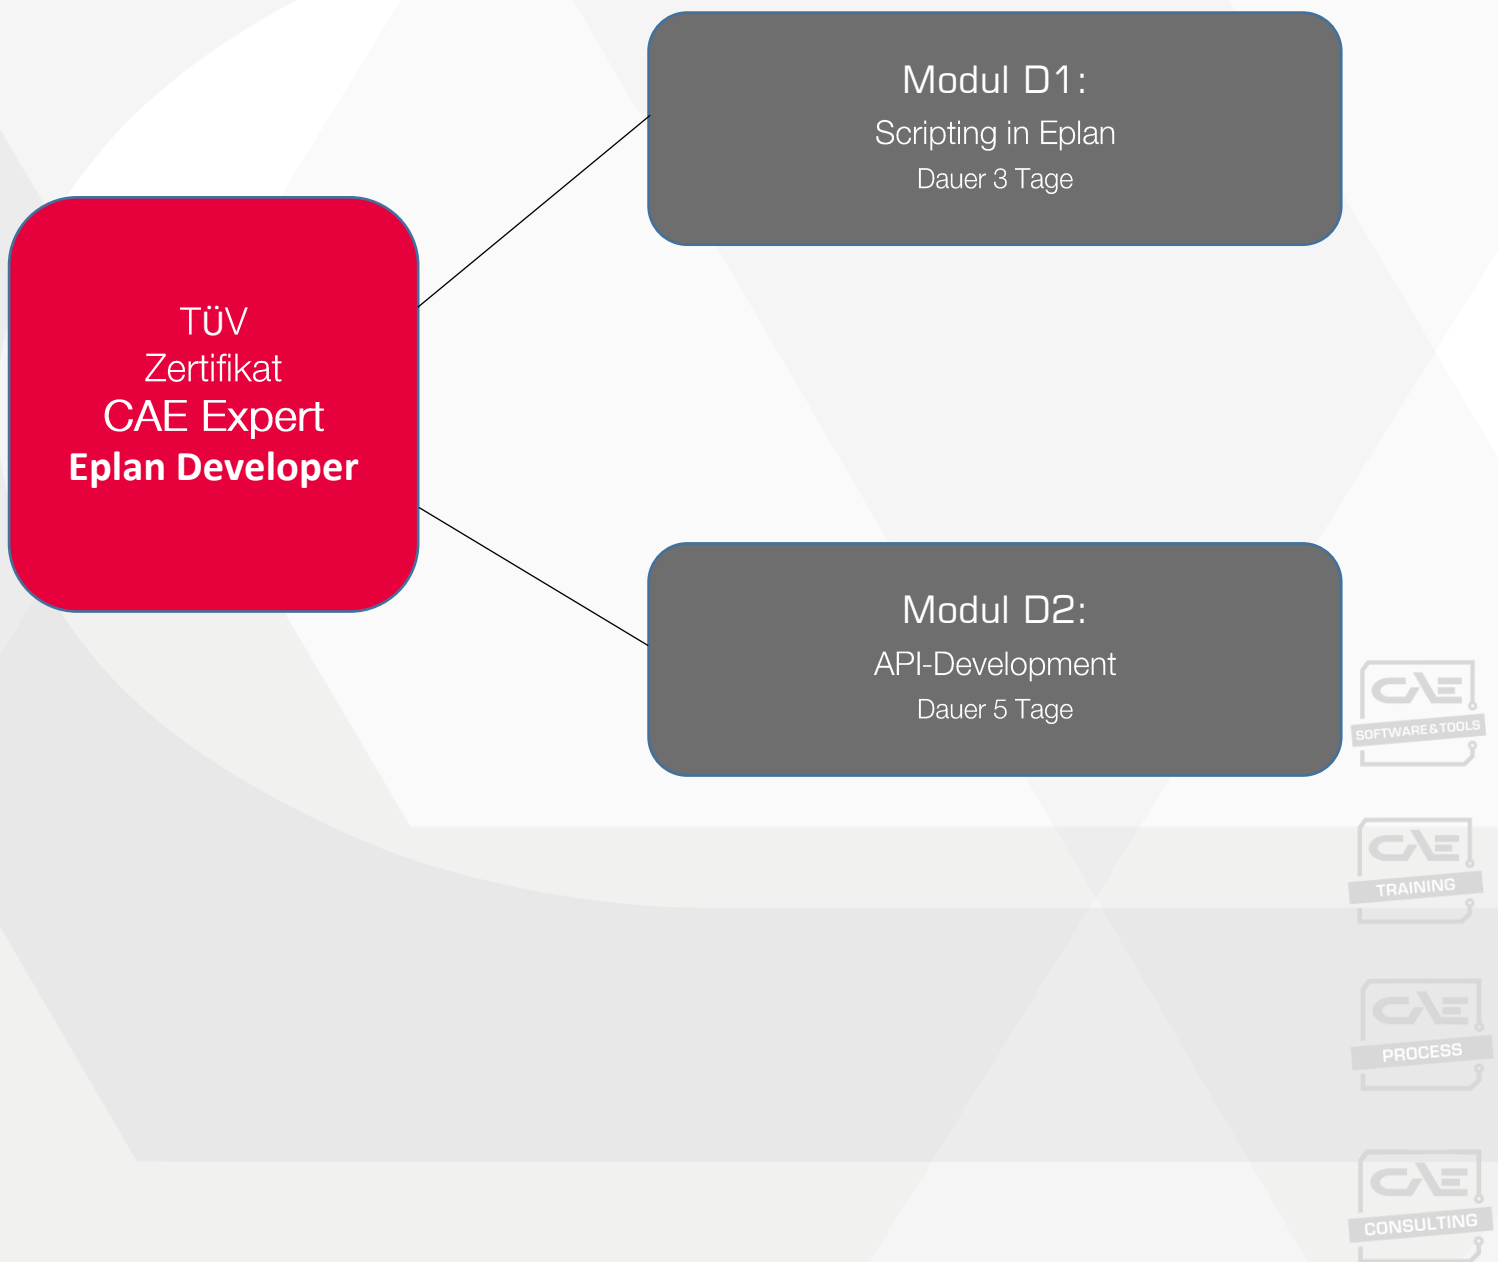 Modul D1:
Scripting in Eplan
Dauer 3 Tage
TÜV
Zertifikat
CAE Expert
Eplan Developer
Modul D2:
API-Development
Dauer 5 Tage
CAE
SOFTWARE & TOOLS
CAE
TRAINING
CAE
PROCESS
CAE
CONSULTING